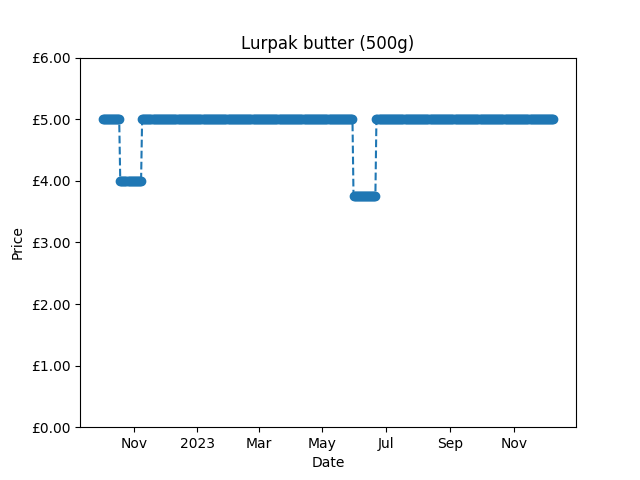 Lurpak butter (500g)
£6.00
£5.00
£4.00
£3.00
£2.00
£1.00
£0.00
Price
Nov 2023 Mar May Jul Sep Nov
Date